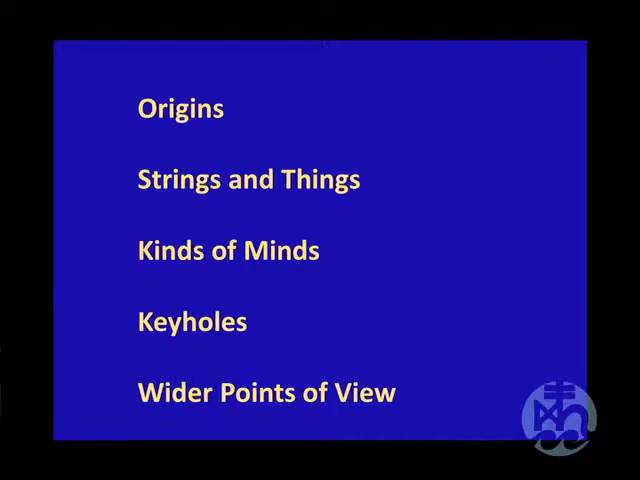 Origins
Strings and Things
Kinds of Minds
Keyholes
Wider Points of View